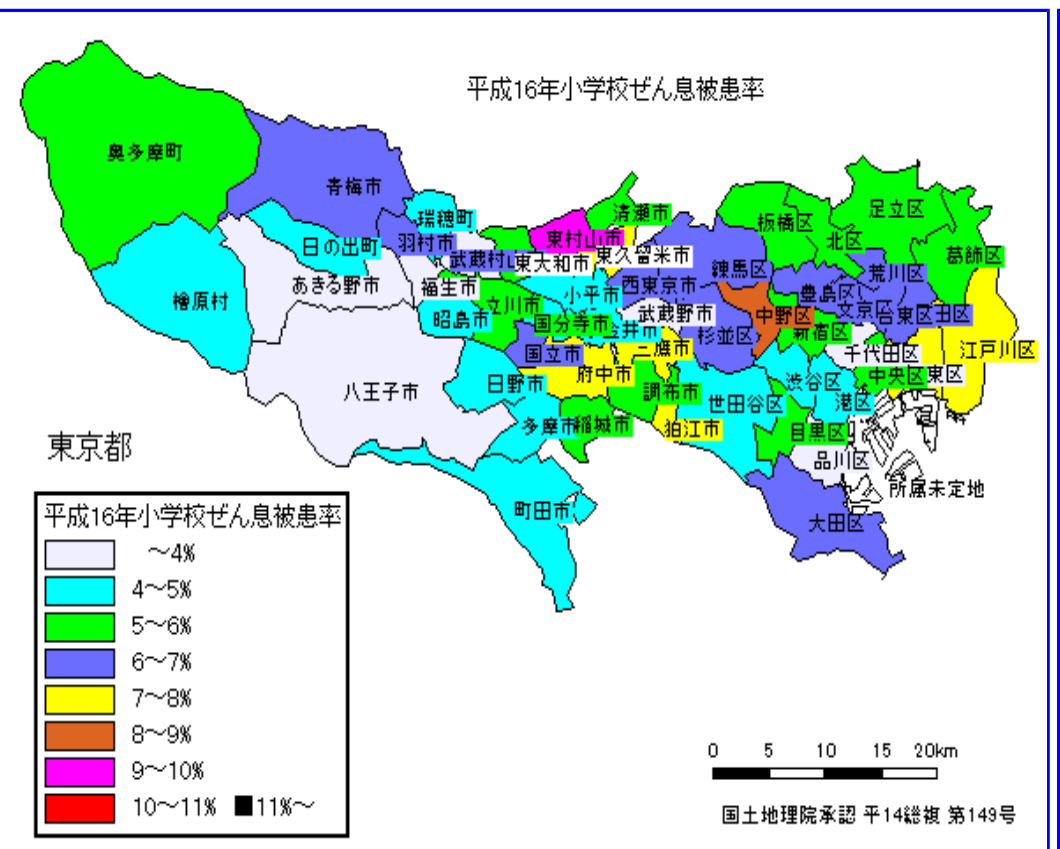 平成16年小学校ぜん息被患率
奥多摩町
青梅市
瑞穂町
清瀬市
板橋区
足立区
日の出町
羽村市
東村山市
北区
葛飾区
武蔵村山
東大和市
東久留米市
練馬区
荒川区
檜原村
あきる野市
福生市
小平市
西東京市
豊島区
文京区
台東区
田区
昭島市
立川市
国分寺市
金井市
武蔵野市
杉並区
中野区
新宿区
千代田区
江戸川区
国立市
三鷹市
八王子市
日野市
府中市
調布市
世田谷区
渋谷区
港区
中央区
東区
多摩市
稲城市
狛江市
目黒区
品川区
東京都
町田市
所属未定地
大田区
平成16年小学校ぜん息被患率
～4%
4～5%
5～6%
6～7%
7～8%
8～9%
9～10%
10～11% ■11%～
0 5 10 15 20km
国土地理院承認 平14総複 第149号